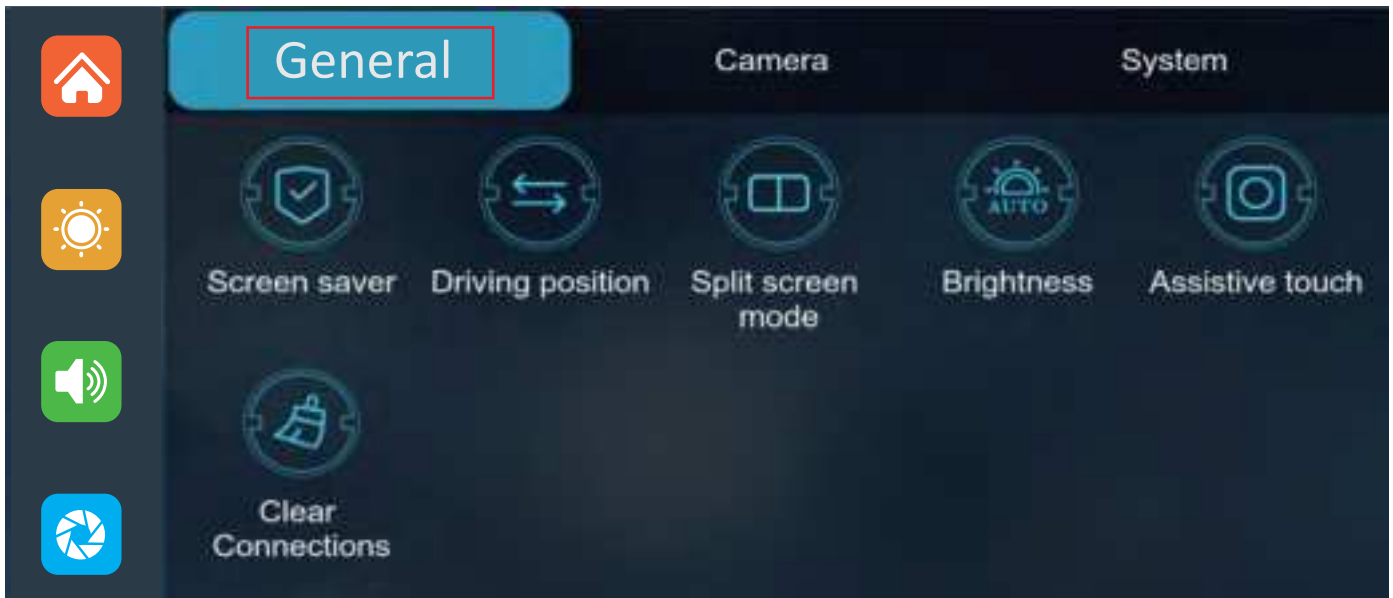 General
Camera
System
Screen saver
Driving position
Split screen
mode
AUTO
Brightness
Assistive touch
Clear
Connections